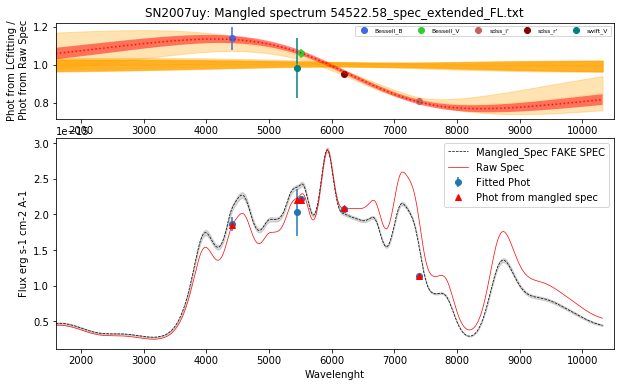 SN2007uy: Mangled spectrum 54522.58_spec_extended_FL.txt
Phot from LCfitting /
Phot from Raw Spec
1.2
1.0
0.8
Bessell_B
Bessell_V
sdss_i'
sdss_r'
swift_V
2000 3000 4000 5000 6000 7000 8000 9000 10000
Flux erg s-1 cm-2 A-1
3.0
2.5
2.0
1.5
1.0
0.5
Mangled_Spec FAKE SPEC
Raw Spec
Fitted Phot
Phot from mangled spec
2000 3000 4000 5000 6000 7000 8000 9000 10000
Wavelenght